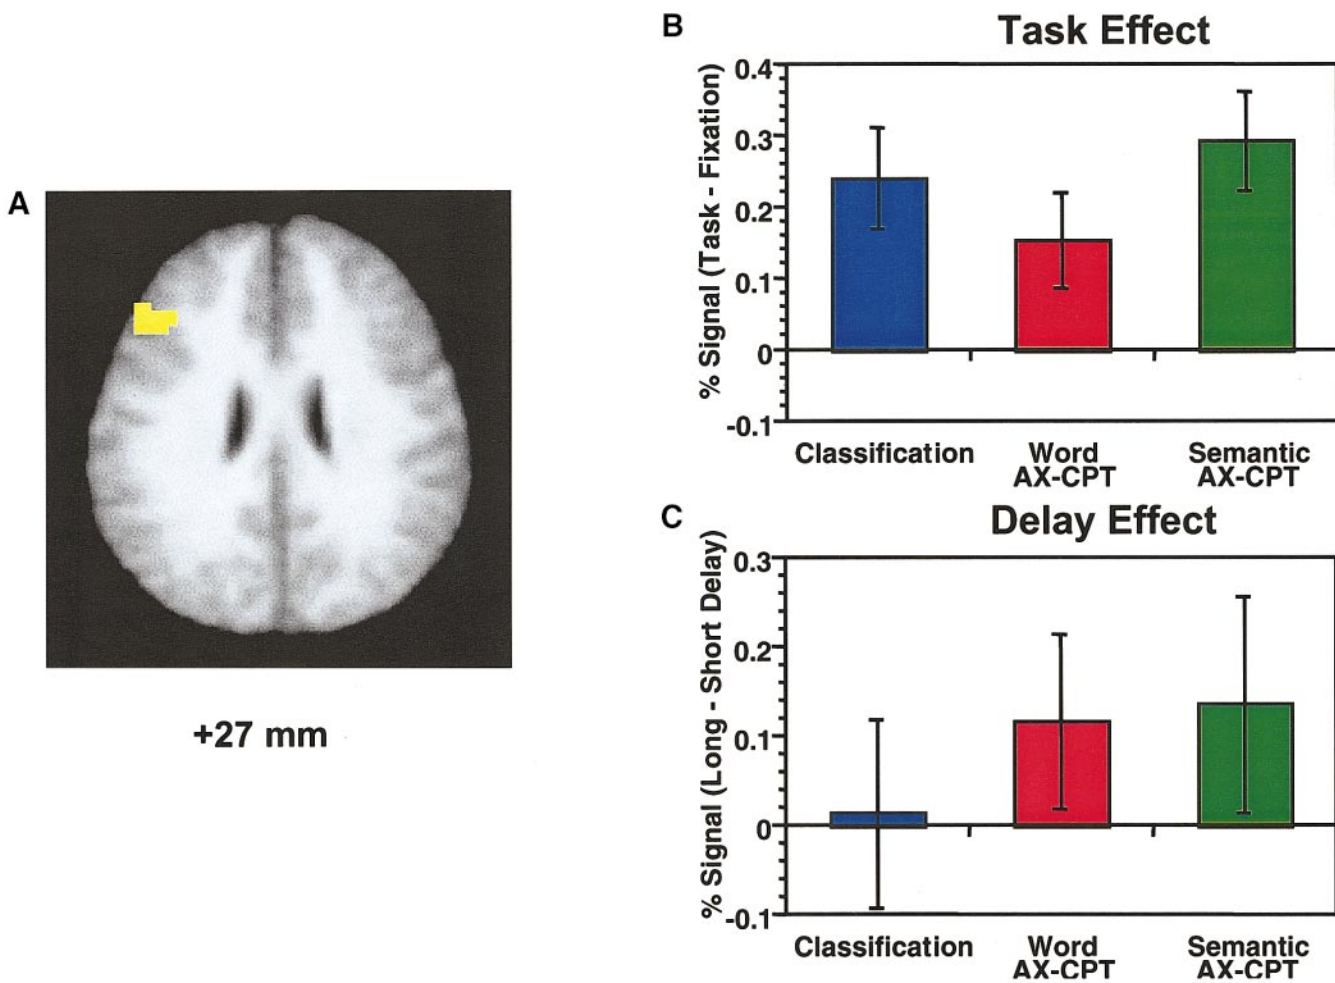 A
+27 mm
B
Task Effect
% Signal (Task - Fixation)
0.4
0.3
0.2
0.1
0
-0.1
Classification
Word
AX-CPT
Semantic
AX-CPT
C
Delay Effect
% Signal (Long - Short Delay)
0.3
0.2
0.1
0
-0.1
Classification
Word
AX-CPT
Semantic
AX-CPT